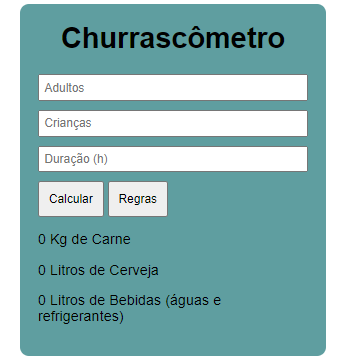 Churrascômetro
Adultos
Crianças
Duração (h)
Calcular Regras
0 Kg de Carne
0 Litros de Cerveja
0 Litros de Bebidas (águas e
refrigerantes)